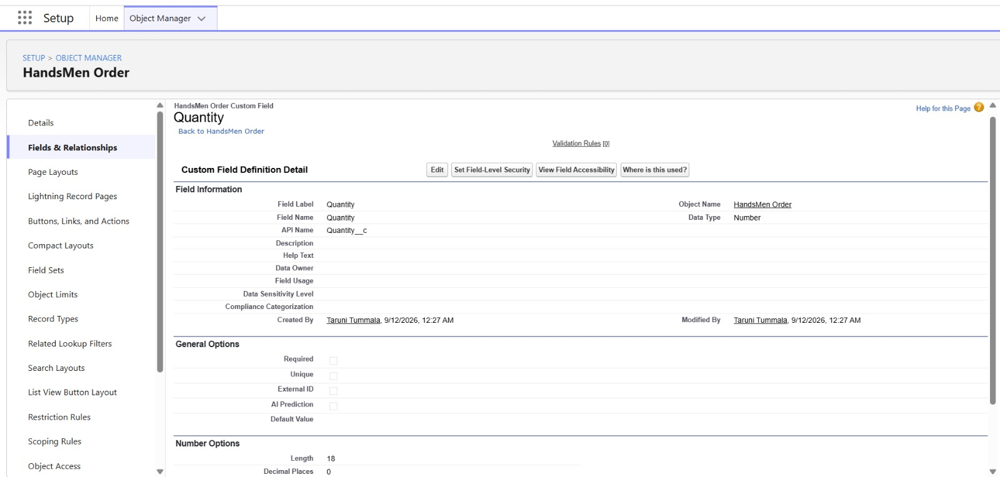 Setup Home Object Manager
SETUP > OBJECT MANAGER
HandsMen Order
Details
Fields & Relationships
Page Layouts
Lightning Record Pages
Buttons, Links, and Actions
Compact Layouts
Field Sets
Object Limits
Record Types
Related Lookup Filters
Search Layouts
List View Button Layout
Restriction Rules
Scoping Rules
Object Access
HandsMen Order Custom Field
Quantity
Help for this Page ?
Back to HandsMen Order
Validation Rules [0]
Custom Field Definition Detail Edit Set Field-Level Security View Field Accessibility Where is this used?
Field Information
Field Label Quantity Object Name HandsMen Order
Field Name Quantity Data Type Number
API Name Quantity__c
Description
Help Text
Data Owner
Field Usage
Data Sensitivity Level
Compliance Categorization
Created By Taruni Tummala, 9/12/2026, 12:27 AM Modified By Taruni Tummala, 9/12/2026, 12:27 AM
General Options
Required
Unique
External ID
AI Prediction
Default Value
Number Options
Length 18
Decimal Places 0